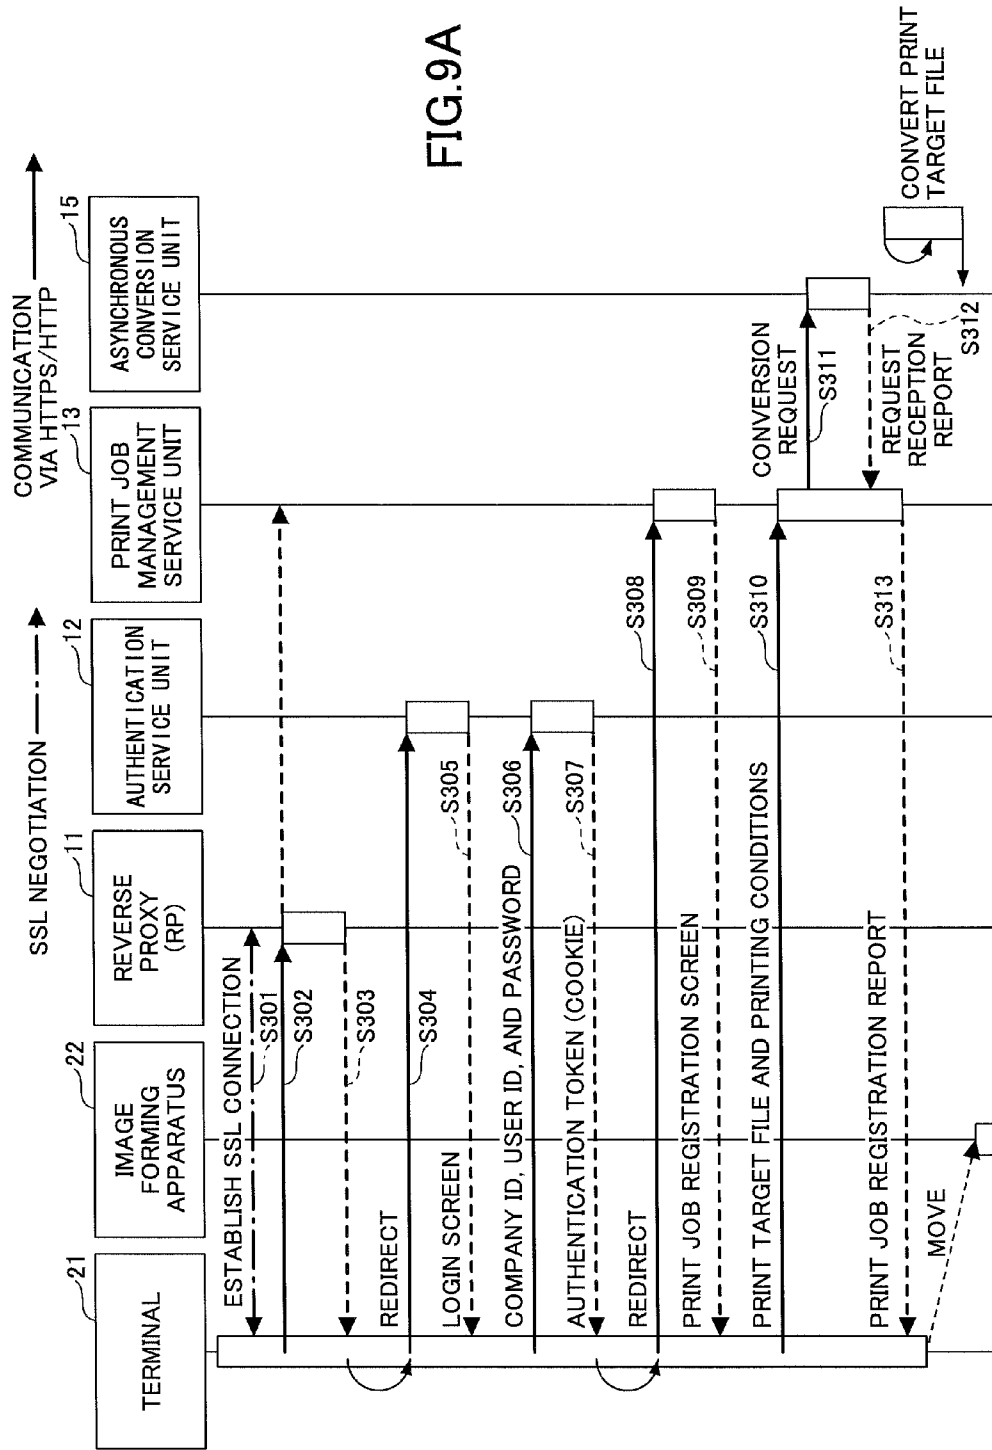 FIG.9A
SSL NEGOTIATION
COMMUNICATION
VIA HTTPS/HTTP
21
TERMINAL
22
IMAGE
FORMING
APPARATUS
11
REVERSE
PROXY
(RP)
12
AUTHENTICATION
SERVICE UNIT
13
PRINT JOB
MANAGEMENT
SERVICE UNIT
15
ASYNCHRONOUS
CONVERSION
SERVICE UNIT
ESTABLISH SSL CONNECTION
S301
S302
S303
REDIRECT
S304
LOGIN SCREEN
S305
COMPANY ID, USER ID, AND PASSWORD
S306
AUTHENTICATION TOKEN (COOKIE)
S307
REDIRECT
S308
PRINT JOB REGISTRATION SCREEN
S309
PRINT TARGET FILE AND PRINTING CONDITIONS
S310
CONVERSION
REQUEST
S311
REQUEST
RECEPTION
REPORT
S312
CONVERT PRINT
TARGET FILE
PRINT JOB REGISTRATION REPORT
S313
MOVE